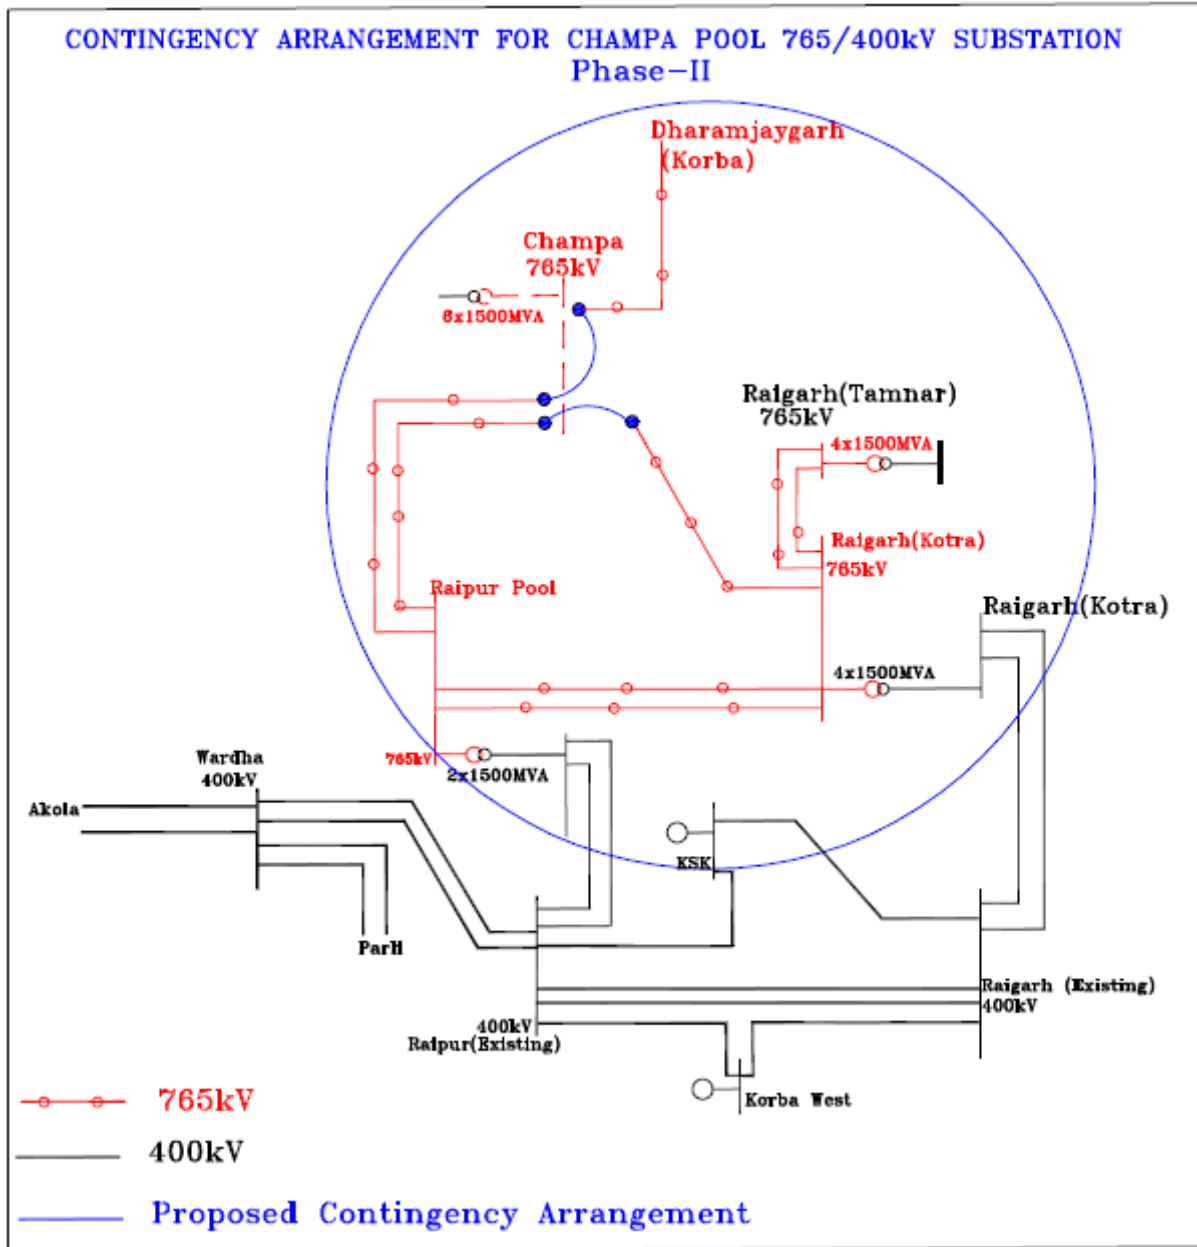 CONTINGENCY ARRANGEMENT FOR CHAMPA POOL 765/400kV SUBSTATION
Phase-II
Dharamjaygarh
(Korba)
Champa
765kV
6x1500MVA
Raigarh(Tamnar)
765kV
4x1500MVA
Raigarh(Kotra)
765kV
Raipur Pool
Raigarh(Kotra)
4x1500MVA
765kV
2x1500MVA
Wardha
400kV
Akola
KSK
ParH
Raigarh (Existing)
400kV
400kV
Raipur(Existing)
Korba West
765kV
400kV
Proposed Contingency Arrangement